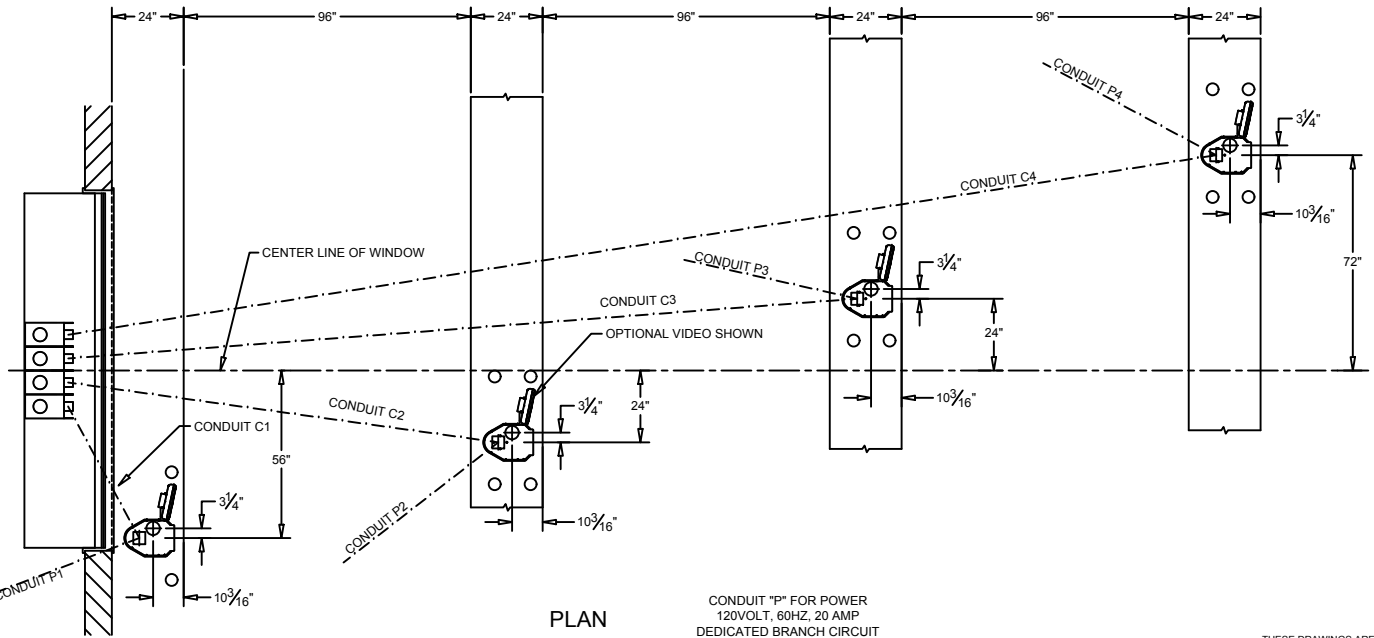 24" 96" 24" 96" 24" 96" 24"
CONDUIT P4
3 1/4"
CONDUIT C4
10 3/16"
CENTER LINE OF WINDOW
CONDUIT P3
3 1/4"
72"
CONDUIT C3
24"
OPTIONAL VIDEO SHOWN
10 3/16"
CONDUIT C2
3 1/4"
24"
CONDUIT C1
56"
3 1/4"
CONDUIT P2
10 3/16"
CONDUIT P1
10 3/16"
PLAN
CONDUIT "P" FOR POWER
120VOLT, 60HZ, 20 AMP
DEDICATED BRANCH CIRCUIT